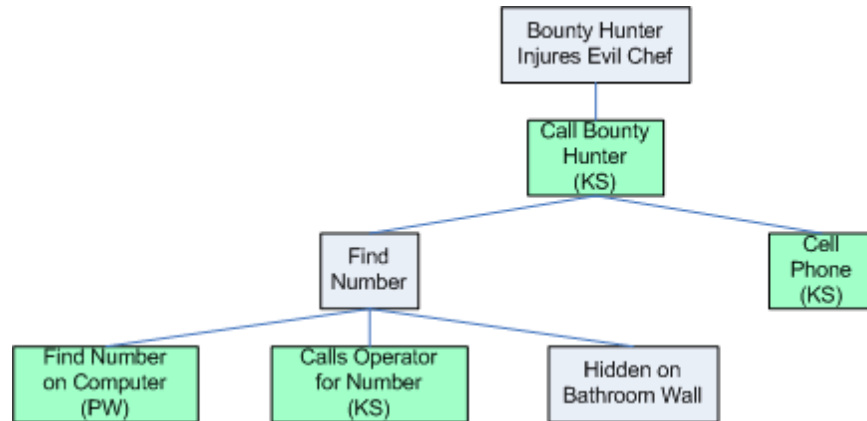 Bounty Hunter
Injures Evil Chef
Call Bounty
Hunter
(KS)
Find
Number
Cell
Phone
(KS)
Find Number
on Computer
(PW)
Calls Operator
for Number
(KS)
Hidden on
Bathroom Wall